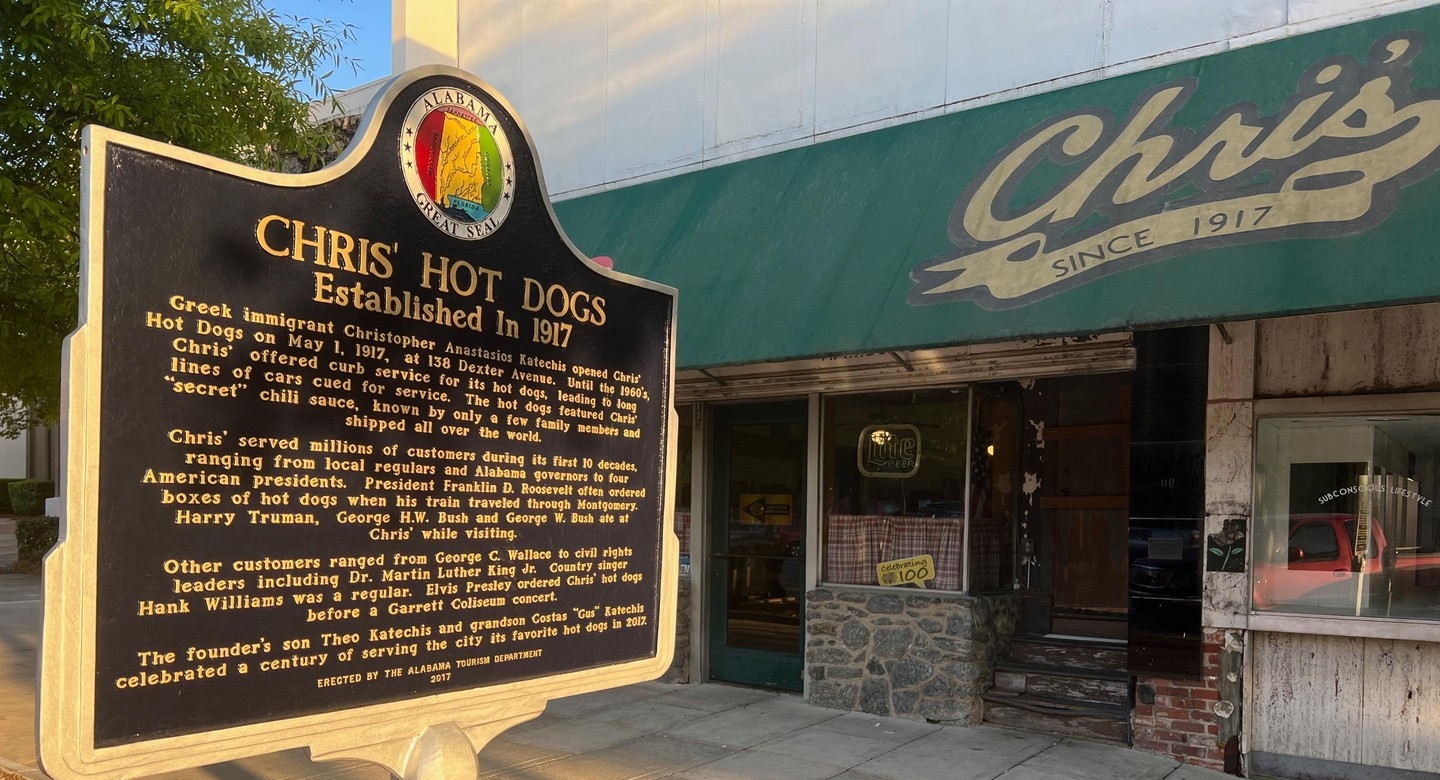 ALABAMA
GREAT SEAL
CHRIS' HOT DOGS
Established In 1917
Greek immigrant Christopher Anastasios Katechis opened Chris'
Hot Dogs on May 1, 1917, at 138 Dexter Avenue. Until the 1960's,
Chris' offered curb service for its hot dogs, leading to long
lines of cars cued for service. The hot dogs featured Chris'
"secret" chili sauce, known by only a few family members and
shipped all over the world.
Chris' served millions of customers during its first 10 decades,
ranging from local regulars and Alabama governors to four
American presidents. President Franklin D. Roosevelt often ordered
boxes of hot dogs when his train traveled through Montgomery.
Harry Truman, George H.W. Bush and George W. Bush ate at
Chris' while visiting.
Other customers ranged from George C. Wallace to civil rights
leaders including Dr. Martin Luther King Jr. Country singer
Hank Williams was a regular. Elvis Presley ordered Chris' hot dogs
before a Garrett Coliseum concert.
The founder's son Theo Katechis and grandson Costas "Gus" Katechis
celebrated a century of serving the city its favorite hot dogs in 2017.
ERECTED BY THE ALABAMA TOURISM DEPARTMENT
2017
Chris'
SINCE 1917
Lite
BEER
Celebrating
100
SUBCONSCIOUS LIFESTYLE